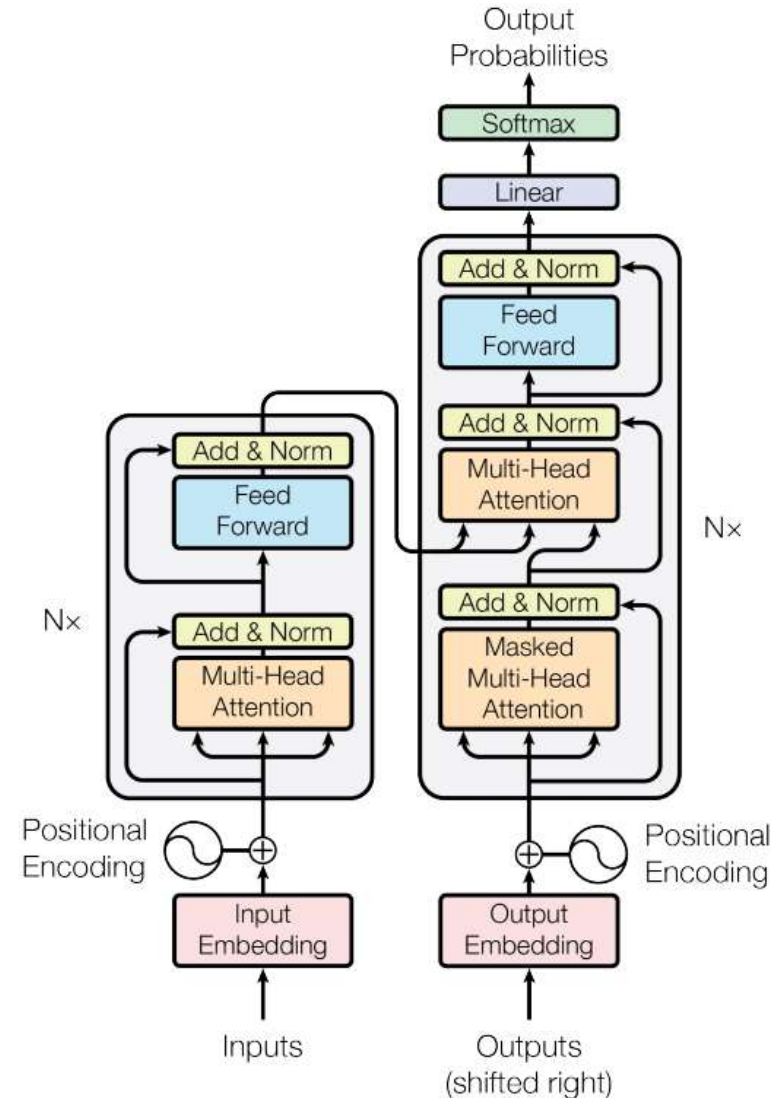 Output
Probabilities
Softmax
Linear
Add & Norm
Feed
Forward
Add & Norm
Multi-Head
Attention
Nx
Add & Norm
Masked
Multi-Head
Attention
Add & Norm
Feed
Forward
Nx
Add & Norm
Multi-Head
Attention
Positional
Encoding
Positional
Encoding
Input
Embedding
Output
Embedding
Inputs
Outputs
(shifted right)